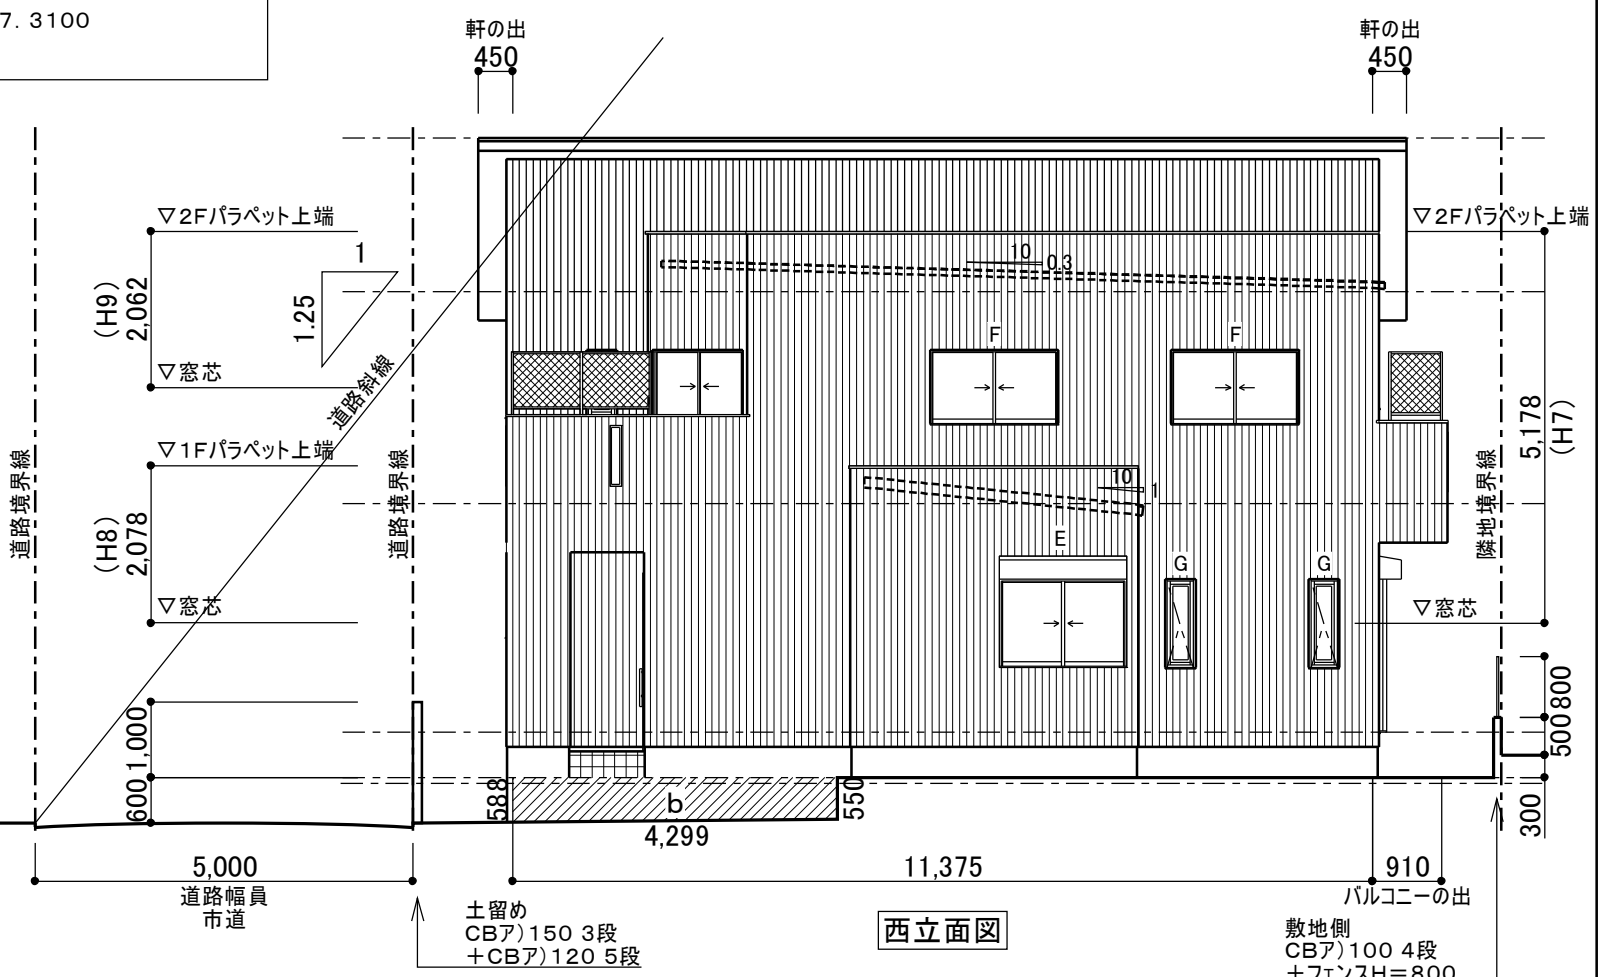 7. 3100
軒の出
450
軒の出
450
▽2Fパラペット上端
▽2Fパラペット上端
1
1.25
(H9)
2,062
▽窓芯
道路斜線
10
0.3
F
F
5,178
(H7)
▽1Fパラペット上端
道路境界線
道路境界線
隣地境界線
(H8)
2,078
▽窓芯
10
1
E
G
G
▽窓芯
1,000
600
800
500
300
588
b
550
4,299
5,000
道路幅員
市道
11,375
910
バルコニーの出
土留め
CBア)150 3段
+CBア)120 5段
西立面図
敷地側
CBア)100 4段
+フェンスH=800